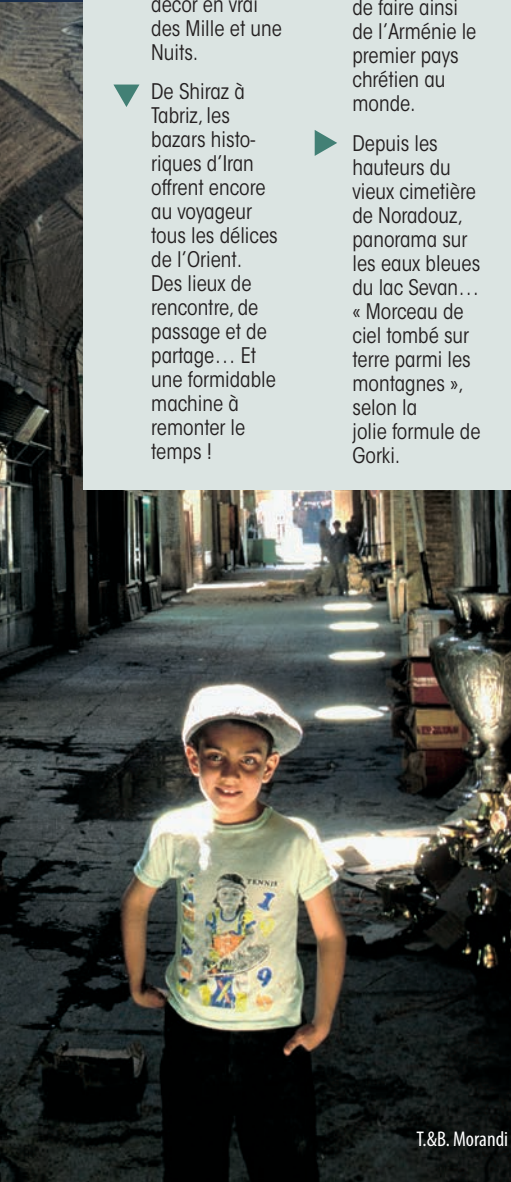 décor en vrai
des Mille et une
Nuits.
De Shiraz à
Tabriz, les
bazars histo-
riques d'Iran
offrent encore
au voyageur
tous les délices
de l'Orient.
Des lieux de
rencontre, de
passage et de
partage… Et
une formidable
machine à
remonter le
temps !
de faire ainsi
de l'Arménie le
premier pays
chrétien au
monde.
Depuis les
hauteurs du
vieux cimetière
de Noradouz,
panorama sur
les eaux bleues
du lac Sevan…
« Morceau de
ciel tombé sur
terre parmi les
montagnes »,
selon la
jolie formule de
Gorki.
TENNIS
T.&B. Morandi